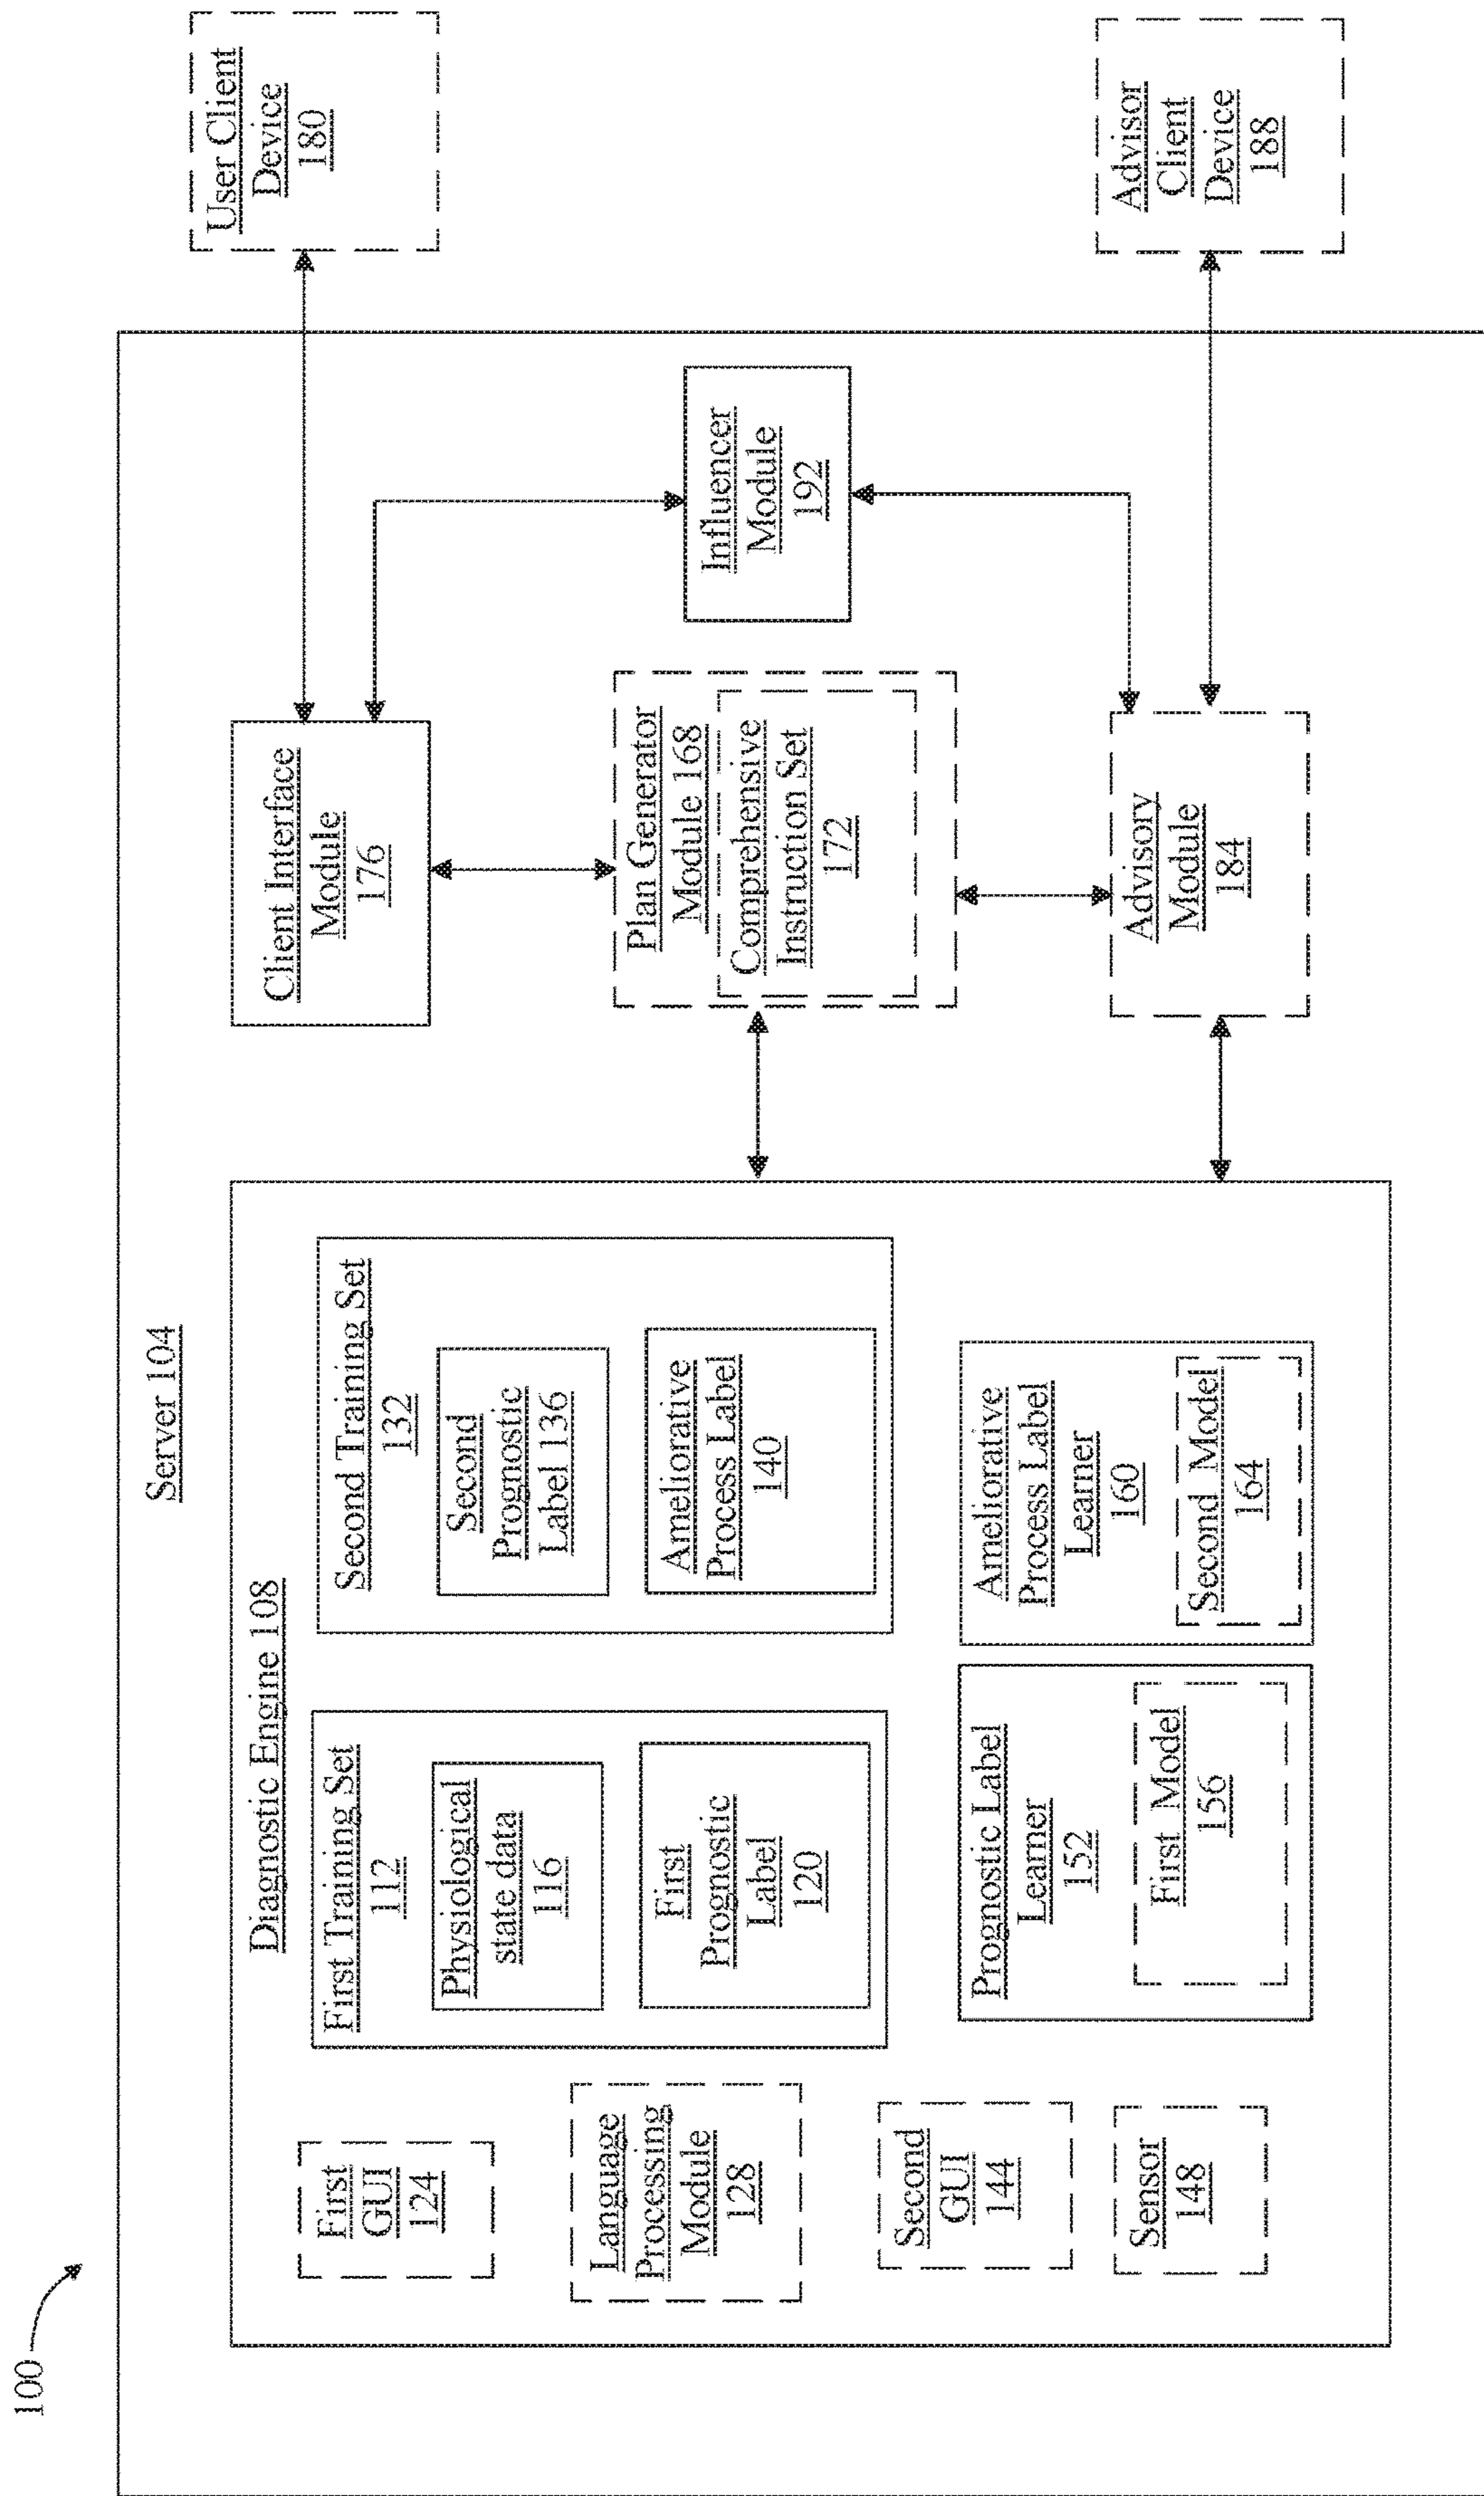 100
Server 104
Diagnostic Engine 108
First
GUI
124
Language
Processing
Module
128
Second
GUI
144
Sensor
148
First Training Set
112
Physiological
state data
116
First
Prognostic
Label
120
Prognostic Label
Learner
152
First Model
156
Second Training Set
132
Second
Prognostic
Label 136
Ameliorative
Process Label
140
Ameliorative
Process Label
Learner
160
Second Model
164
Client Interface
Module
176
Plan Generator
Module 168
Comprehensive
Instruction Set
172
Advisory
Module
184
Influencer
Module
192
User Client
Device
180
Advisor
Client
Device
188